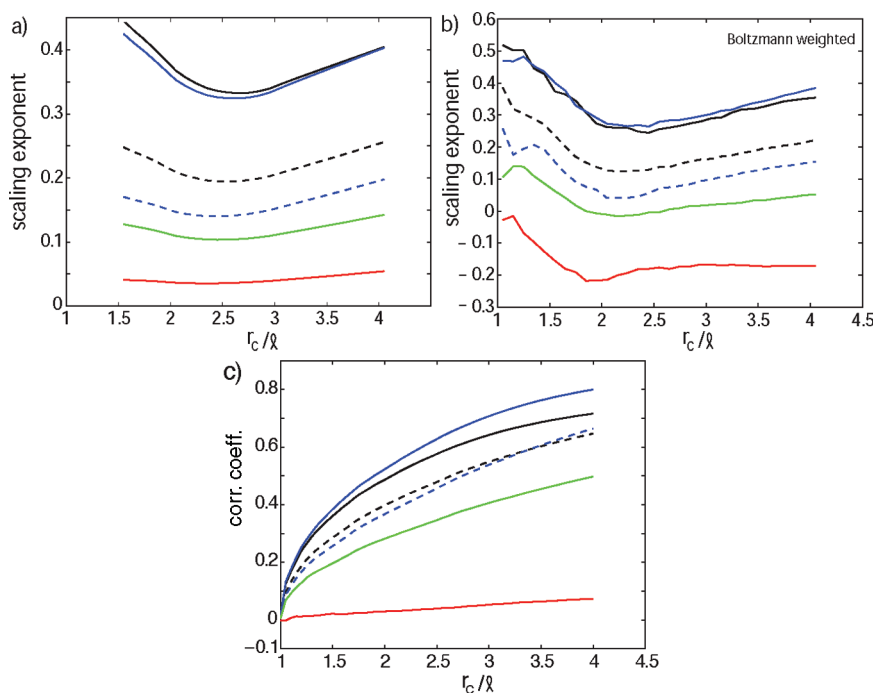 a)
scaling exponent
0.4
0.3
0.2
0.1
0
1 1.5 2 2.5 3 3.5 4
r_c/ℓ
b)
Boltzmann weighted
scaling exponent
0.6
0.5
0.4
0.3
0.2
0.1
0
−0.1
−0.2
−0.3
1 1.5 2 2.5 3 3.5 4 4.5
r_c/ℓ
c)
corr. coeff.
0.8
0.6
0.4
0.2
0
−0.1
1 1.5 2 2.5 3 3.5 4 4.5
r_c/ℓ